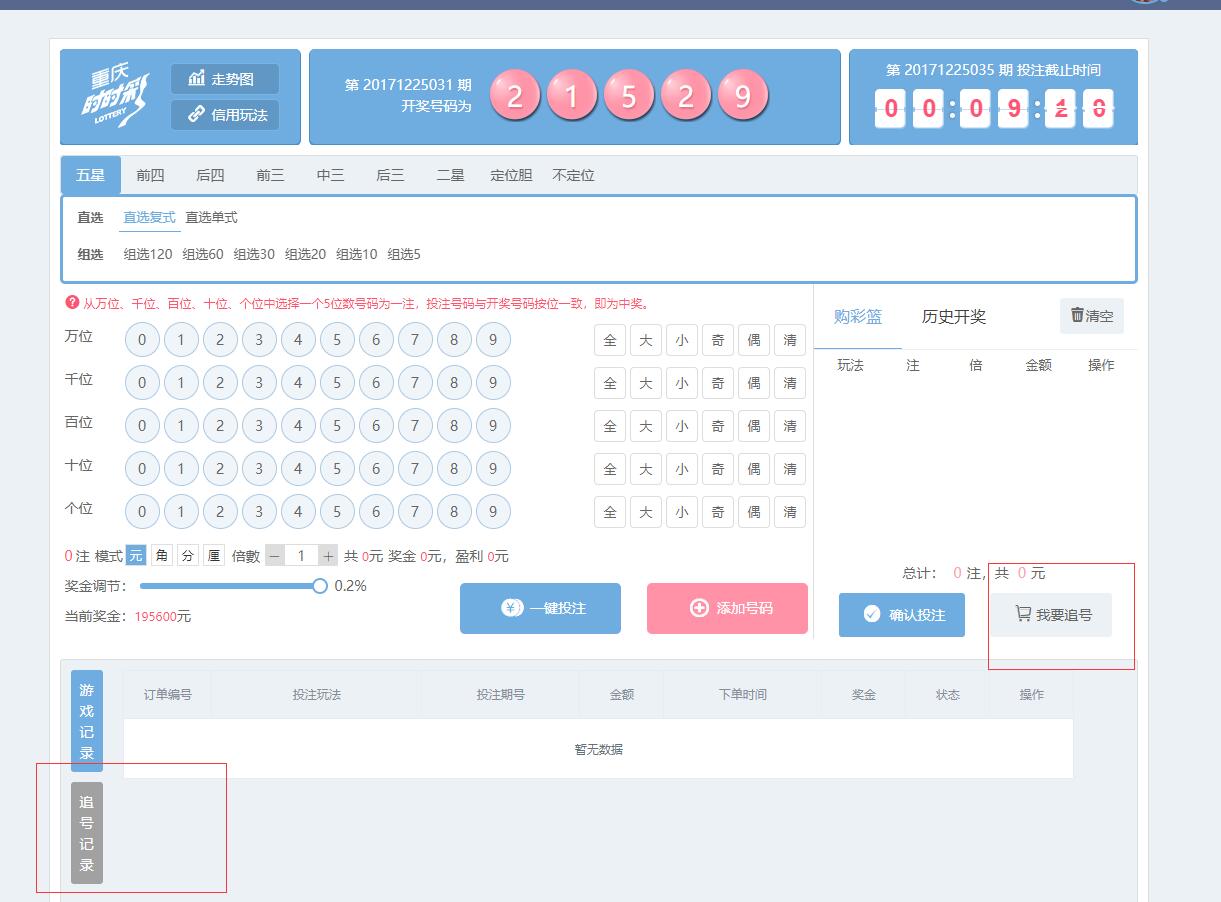 重庆
时时彩
LOTTERY
走势图
信用玩法
第 20171225031 期
开奖号码为
2 1 5 2 9
第 20171225035 期 投注截止时间
0 0 : 0 9 :
五星 前四 后四 前三 中三 后三 二星 定位胆 不定位
直选 直选复式 直选单式
组选 组选120 组选60 组选30 组选20 组选10 组选5
? 从万位、千位、百位、十位、个位中选择一个5位数号码为一注，投注号码与开奖号码按位一致，即为中奖。
万位 0 1 2 3 4 5 6 7 8 9 全 大 小 奇 偶 清
千位 0 1 2 3 4 5 6 7 8 9 全 大 小 奇 偶 清
百位 0 1 2 3 4 5 6 7 8 9 全 大 小 奇 偶 清
十位 0 1 2 3 4 5 6 7 8 9 全 大 小 奇 偶 清
个位 0 1 2 3 4 5 6 7 8 9 全 大 小 奇 偶 清
0 注 模式 元 角 分 厘 倍數 － 1 ＋ 共 0元 奖金 0元，盈利 0元
奖金调节： 0.2%
当前奖金：195600元
¥ 一键投注
添加号码
购彩篮 历史开奖 清空
玩法 注 倍 金额 操作
总计： 0 注，共 0 元
确认投注 我要追号
游戏记录
订单编号 投注玩法 投注期号 金额 下单时间 奖金 状态 操作
暂无数据
追号记录